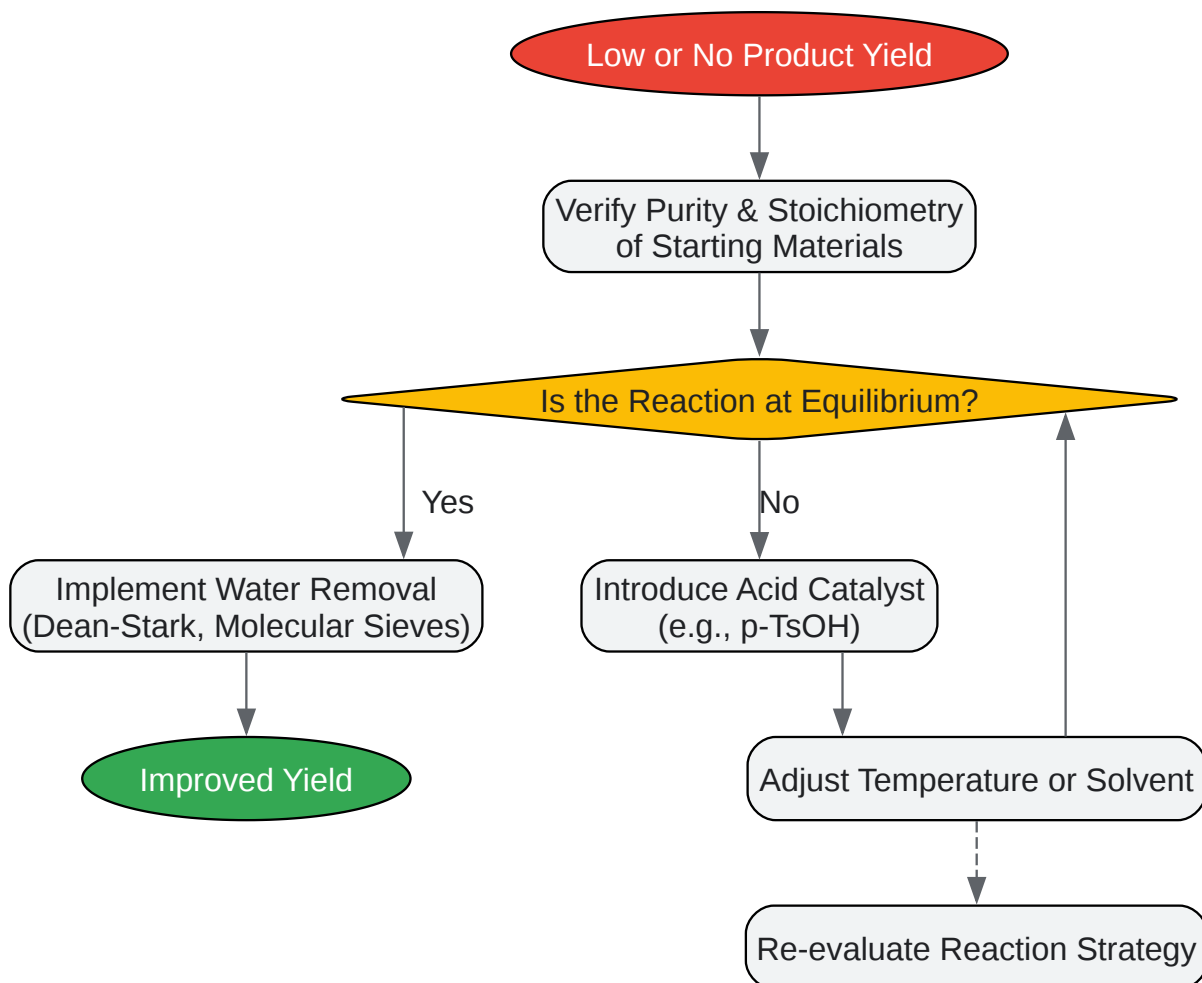 Low or No Product Yield
Verify Purity & Stoichiometry
of Starting Materials
Is the Reaction at Equilibrium?
Yes
No
Implement Water Removal
(Dean-Stark, Molecular Sieves)
Introduce Acid Catalyst
(e.g., p-TsOH)
Improved Yield
Adjust Temperature or Solvent
Re-evaluate Reaction Strategy